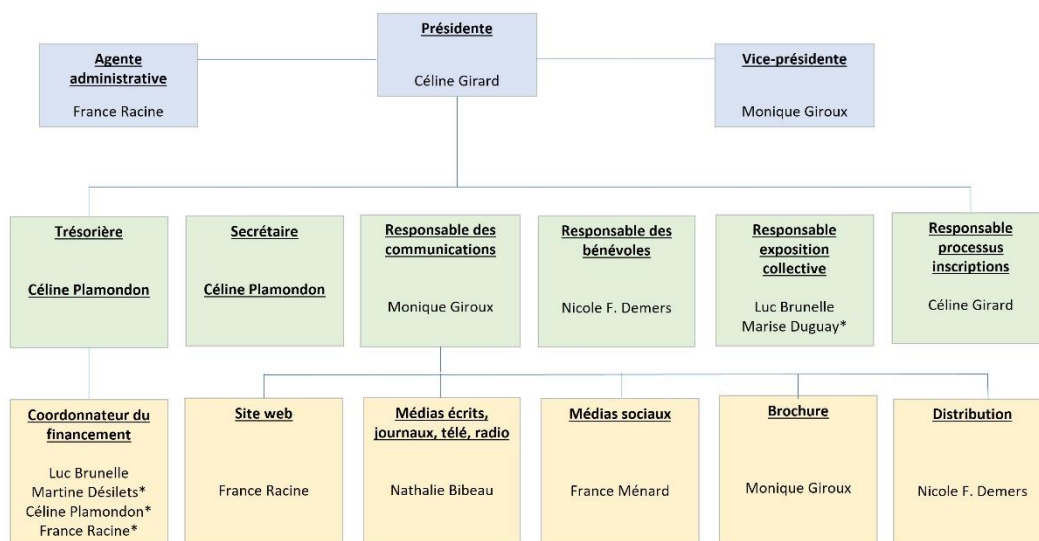 Présidente
Céline Girard
Agente
administrative
France Racine
Vice-présidente
Monique Giroux
Trésorière
Céline Plamondon
Secrétaire
Céline Plamondon
Responsable des
communications
Monique Giroux
Responsable des
bénévoles
Nicole F. Demers
Responsable
exposition
collective
Luc Brunelle
Marise Duguay*
Responsable
processus
inscriptions
Céline Girard
Coordonnateur du
financement
Luc Brunelle
Martine Désilets*
Céline Plamondon*
France Racine*
Site web
France Racine
Médias écrits,
journaux, télé, radio
Nathalie Bibeau
Médias sociaux
France Ménard
Brochure
Monique Giroux
Distribution
Nicole F. Demers